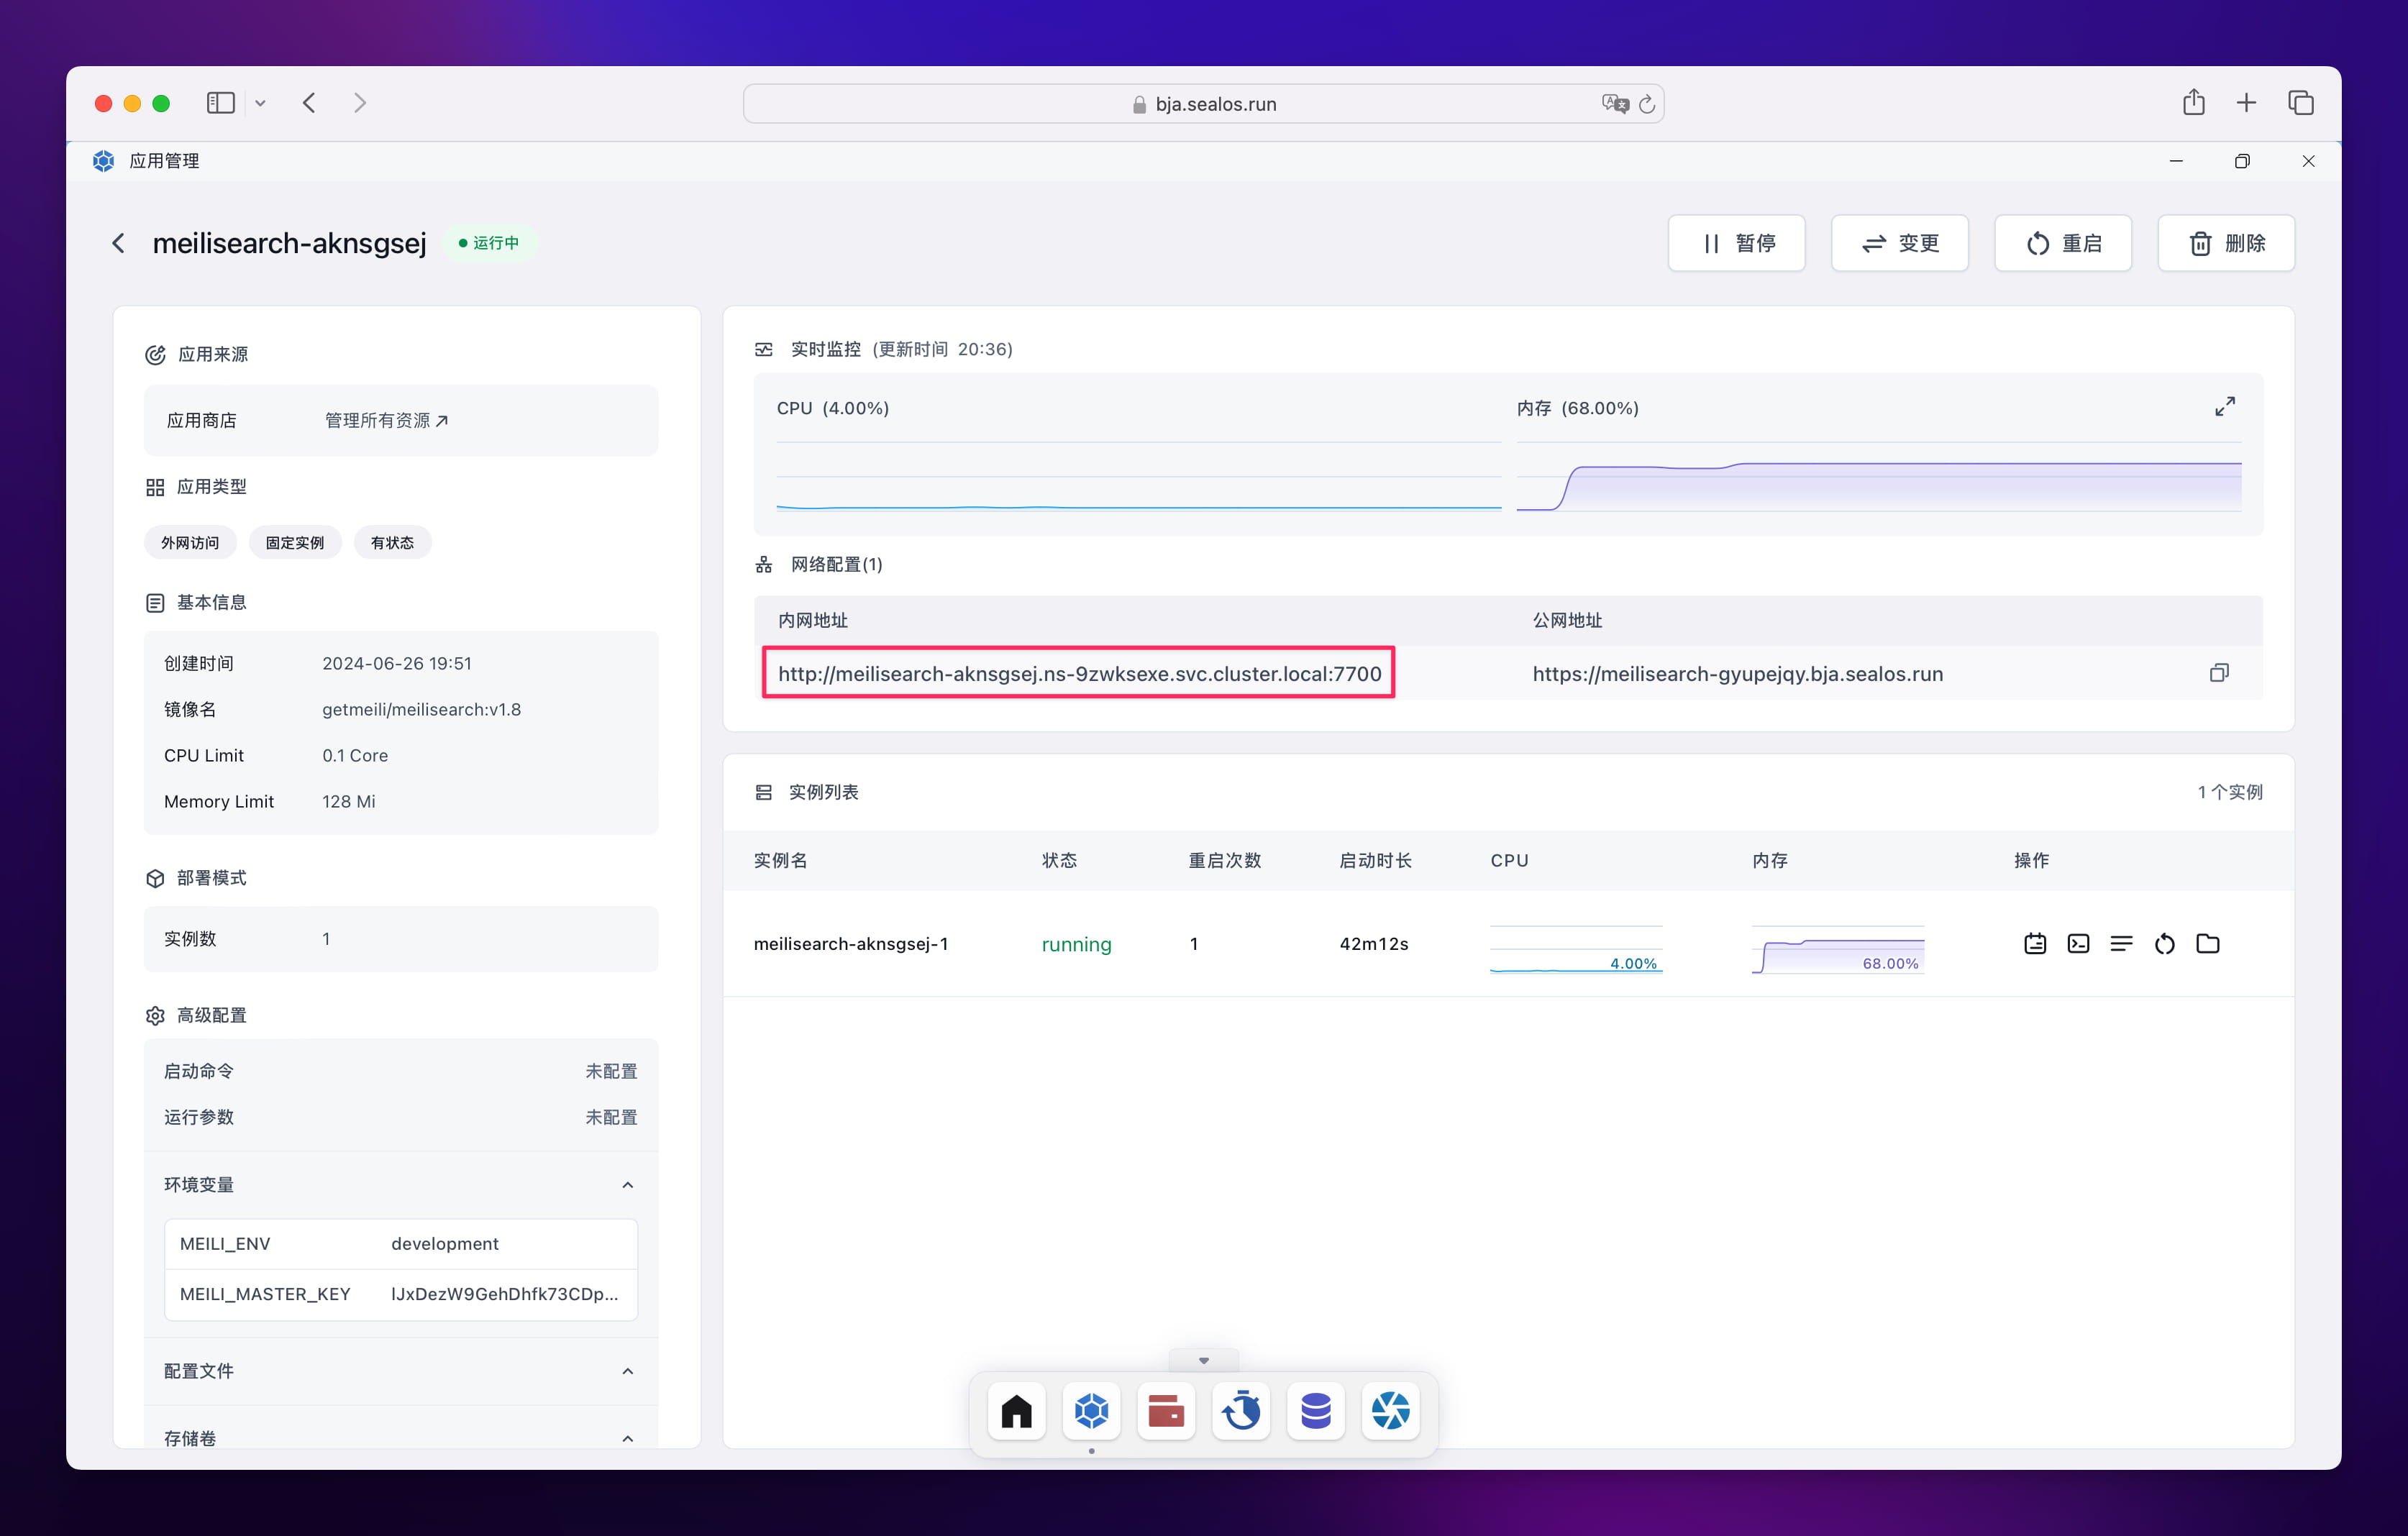 bja.sealos.run
应用管理
meilisearch-aknsgsej
运行中
暂停
变更
重启
删除
应用来源
应用商店 管理所有资源
应用类型
外网访问 固定实例 有状态
基本信息
创建时间 2024-06-26 19:51
镜像名 getmeili/meilisearch:v1.8
CPU Limit 0.1 Core
Memory Limit 128 Mi
部署模式
实例数 1
高级配置
启动命令 未配置
运行参数 未配置
环境变量
MEILI_ENV development
MEILI_MASTER_KEY lJxDezW9GehDhfk73CDp...
配置文件
存储卷
实时监控 (更新时间 20:36)
CPU (4.00%)
内存 (68.00%)
网络配置(1)
内网地址 公网地址
http://meilisearch-aknsgsej.ns-9zwksexe.svc.cluster.local:7700 https://meilisearch-gyupejqy.bja.sealos.run
实例列表 1 个实例
实例名 状态 重启次数 启动时长 CPU 内存 操作
meilisearch-aknsgsej-1 running 1 42m12s 4.00% 68.00%